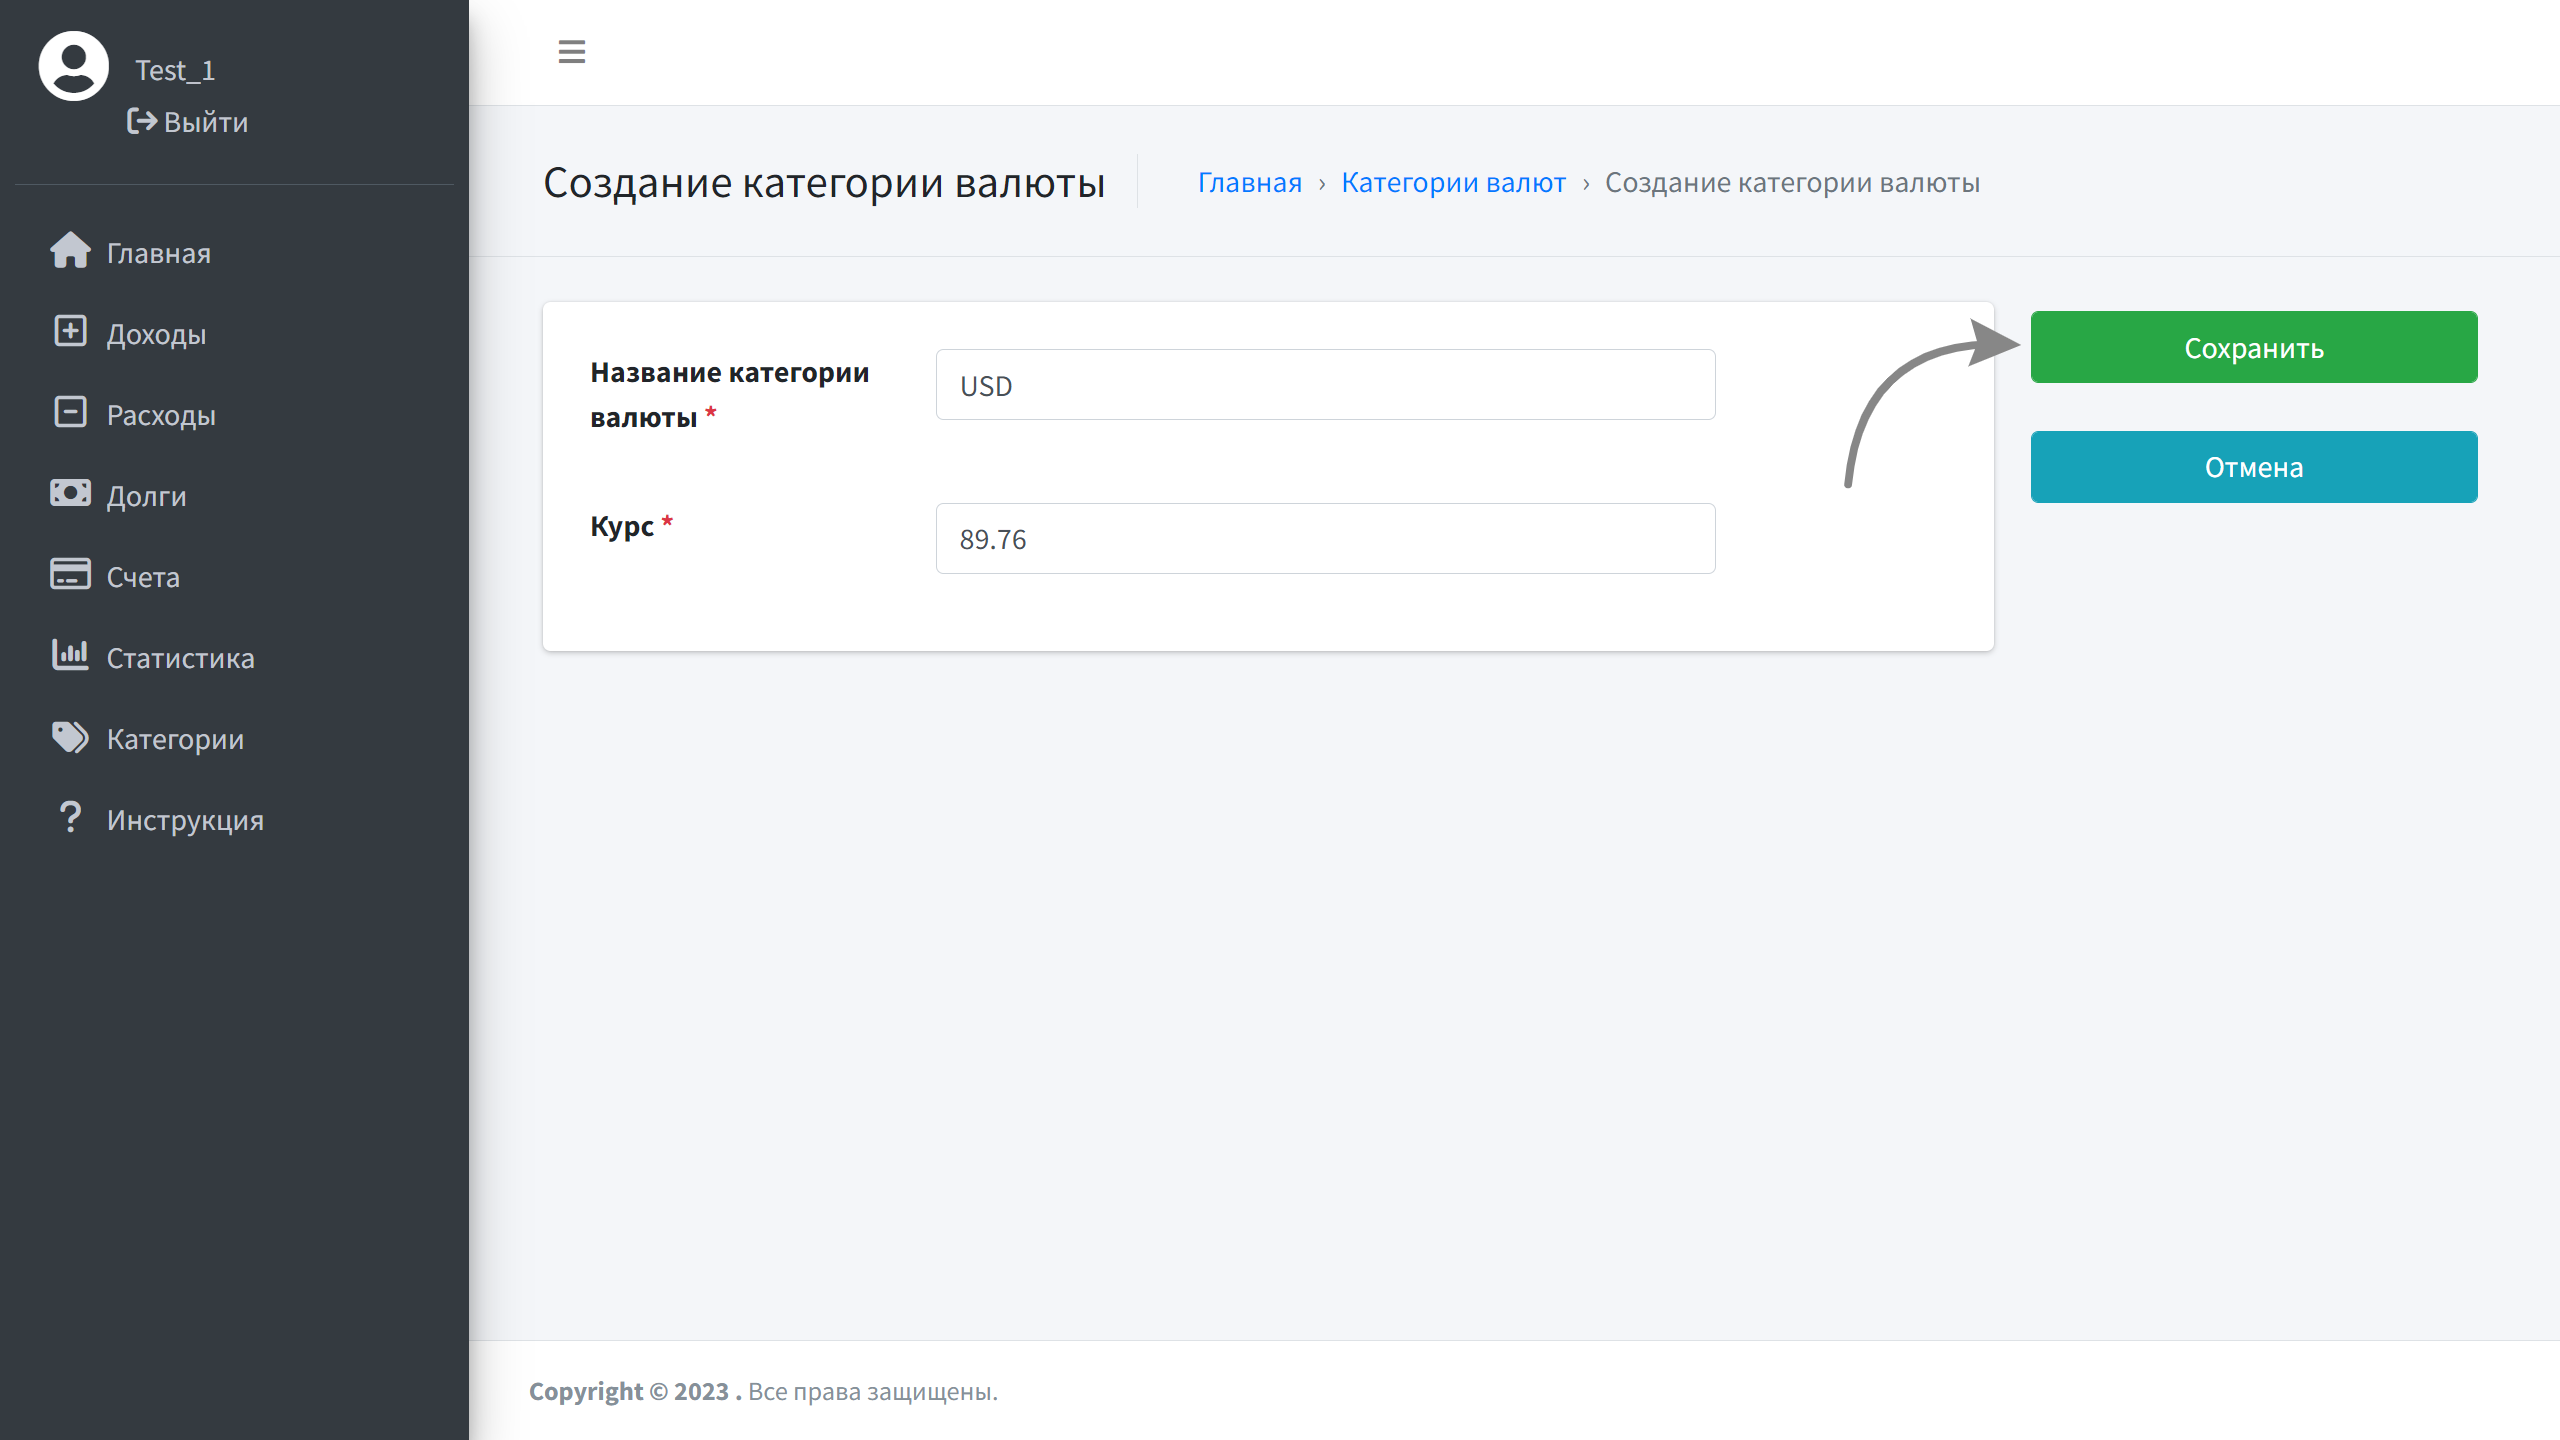 Test_1
Выйти
Главная
Доходы
Расходы
Долги
Счета
Статистика
Категории
Инструкция
Создание категории валюты
Главная › Категории валют › Создание категории валюты
Название категории
валюты *
USD
Курс *
89.76
Сохранить
Отмена
Copyright © 2023 . Все права защищены.